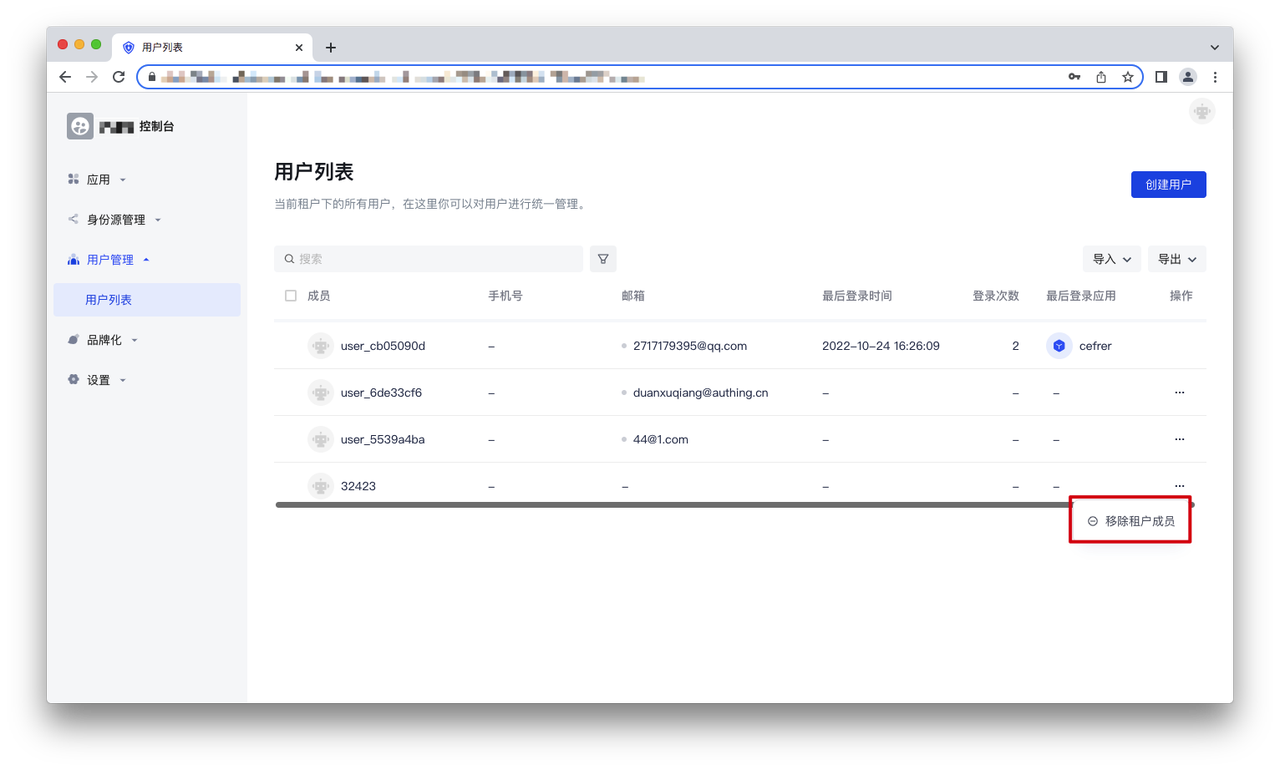 用户列表
控制台
应用
身份源管理
用户管理
用户列表
品牌化
设置
用户列表
当前租户下的所有用户，在这里你可以对用户进行统一管理。
创建用户
搜索
导入
导出
成员 手机号 邮箱 最后登录时间 登录次数 最后登录应用 操作
user_cb05090d – 2717179395@qq.com 2022-10-24 16:26:09 2 cefrer
user_6de33cf6 – duanxuqiang@authing.cn – – – ···
user_5539a4ba – 44@1.com – – – ···
32423 – – – – – ···
移除租户成员